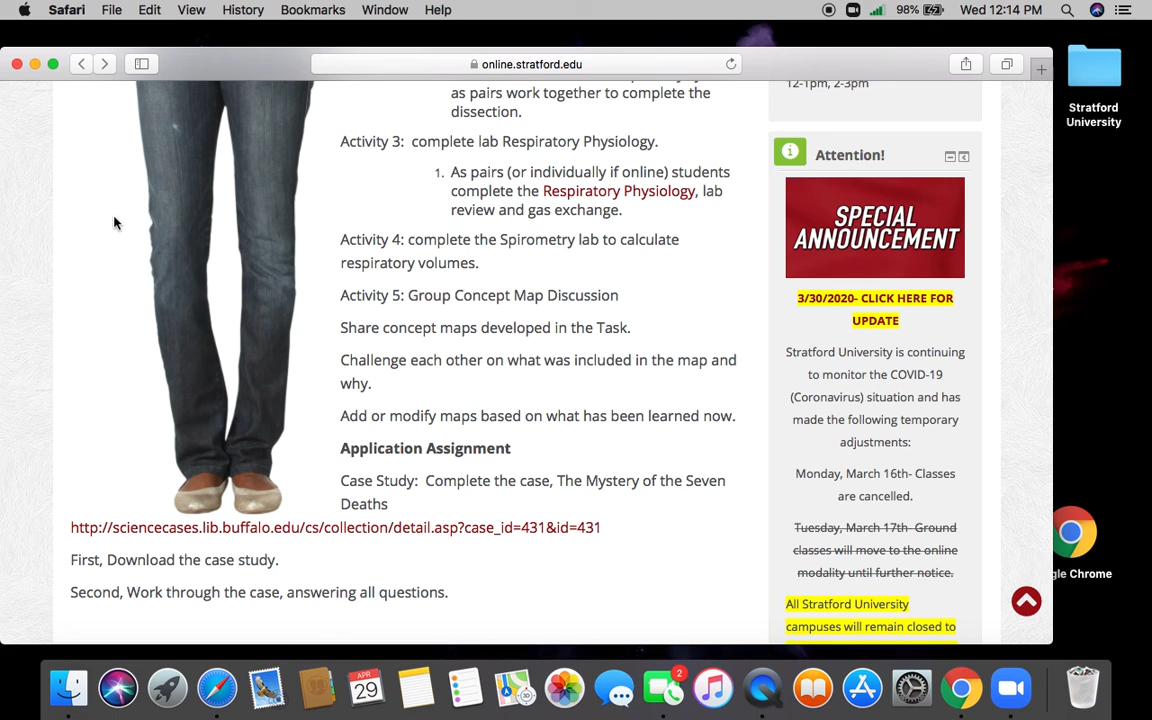 Safari File Edit View History Bookmarks Window Help 98% Wed 12:14 PM
online.stratford.edu
Stratford
University
as pairs work together to complete the
dissection.
Activity 3: complete lab Respiratory Physiology.
1. As pairs (or individually if online) students
complete the Respiratory Physiology, lab
review and gas exchange.
Activity 4: complete the Spirometry lab to calculate
respiratory volumes.
Activity 5: Group Concept Map Discussion
Share concept maps developed in the Task.
Challenge each other on what was included in the map and
why.
Add or modify maps based on what has been learned now.
Application Assignment
Case Study: Complete the case, The Mystery of the Seven
Deaths
http://sciencecases.lib.buffalo.edu/cs/collection/detail.asp?case_id=431&id=431
First, Download the case study.
Second, Work through the case, answering all questions.
12-1pm, 2-3pm
Attention!
SPECIAL
ANNOUNCEMENT
3/30/2020- CLICK HERE FOR
UPDATE
Stratford University is continuing
to monitor the COVID-19
(Coronavirus) situation and has
made the following temporary
adjustments:
Monday, March 16th- Classes
are cancelled.
Tuesday, March 17th- Ground
classes will move to the online
modality until further notice.
All Stratford University
campuses will remain closed to
gle Chrome
APR
29
2